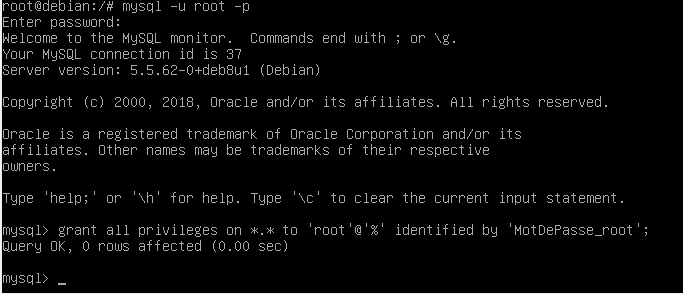 root@debian:/# mysql -u root -p
Enter password:
Welcome to the MySQL monitor.  Commands end with ; or \g.
Your MySQL connection id is 37
Server version: 5.5.62-0+deb8u1 (Debian)

Copyright (c) 2000, 2018, Oracle and/or its affiliates. All rights reserved.

Oracle is a registered trademark of Oracle Corporation and/or its
affiliates. Other names may be trademarks of their respective
owners.

Type 'help;' or '\h' for help. Type '\c' to clear the current input statement.

mysql> grant all privileges on *.* to 'root'@'%' identified by 'MotDePasse_root';
Query OK, 0 rows affected (0.00 sec)

mysql> _